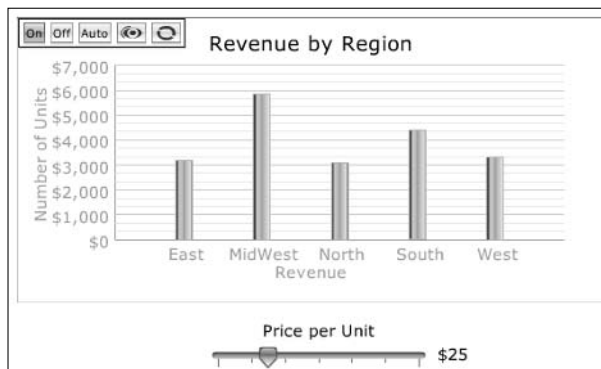 On Off Auto
Revenue by Region
Number of Units
$7,000
$6,000
$5,000
$4,000
$3,000
$2,000
$1,000
$0
East MidWest North South West
Revenue
Price per Unit
$25